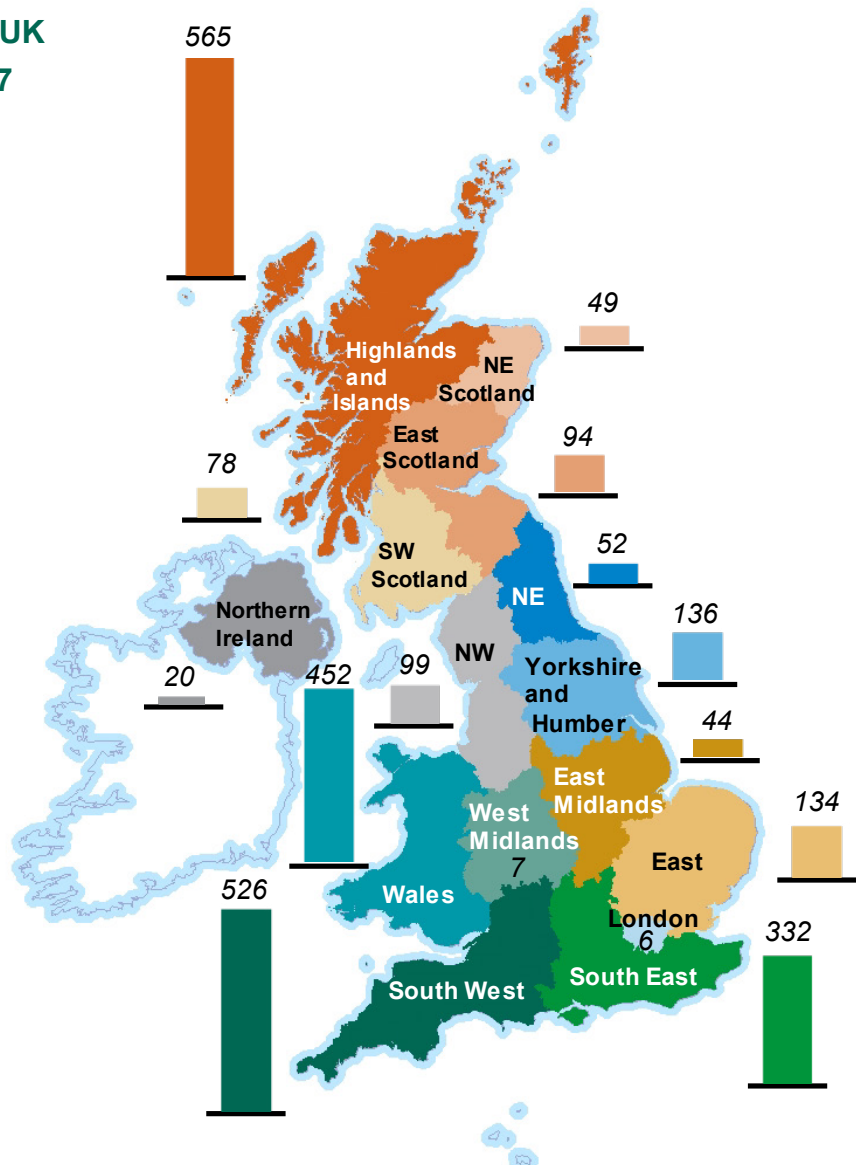 UK
7
565
49
Highlands
and
Islands
NE
Scotland
East
Scotland
94
78
SW
Scotland
52
NE
Northern
Ireland
136
NW
Yorkshire
and
Humber
20
452
99
44
East
Midlands
West
Midlands
7
134
East
Wales
526
London
6
332
South West
South East